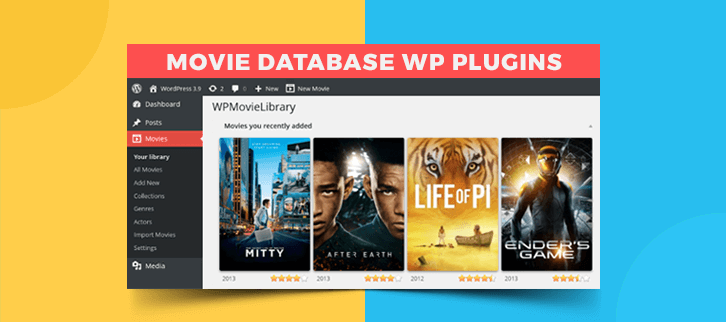 MOVIE DATABASE WP PLUGINS
WordPress 3.9 2 0 New New Movie
Dashboard
Posts
Movies
Your library
All Movies
Add New
Collections
Genres
Actors
Import Movies
Settings
Media
WPMovieLibrary
Movies you recently added
MITTY
AFTER EARTH
LIFE OF PI
ENDER'S
GAME
2013
2013
2012
2013